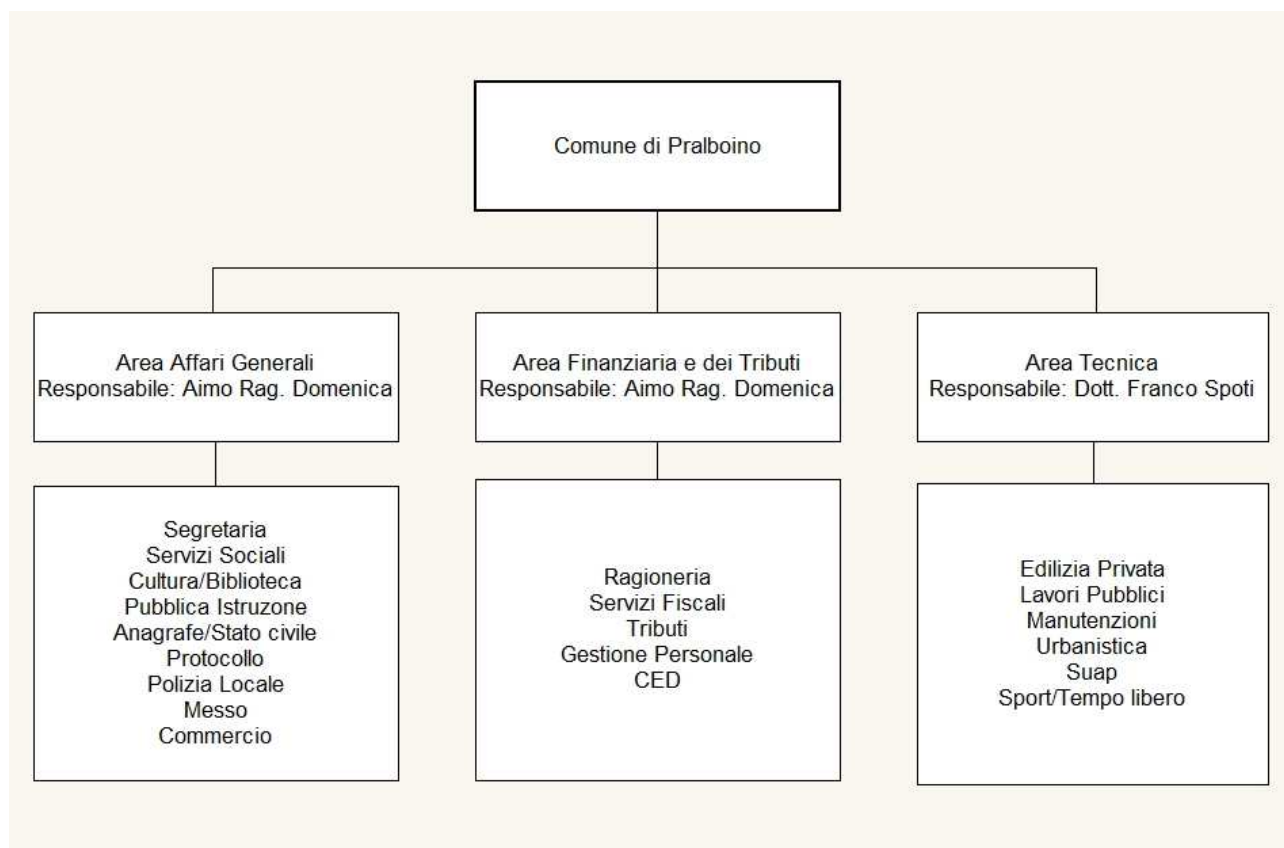 Comune di Pralboino
Area Affari Generali
Responsabile: Aimo Rag. Domenica
Area Finanziaria e dei Tributi
Responsabile: Aimo Rag. Domenica
Area Tecnica
Responsabile: Dott. Franco Spoti
Segretaria
Servizi Sociali
Cultura/Biblioteca
Pubblica Istruzone
Anagrafe/Stato civile
Protocollo
Polizia Locale
Messo
Commercio
Ragioneria
Servizi Fiscali
Tributi
Gestione Personale
CED
Edilizia Privata
Lavori Pubblici
Manutenzioni
Urbanistica
Suap
Sport/Tempo libero